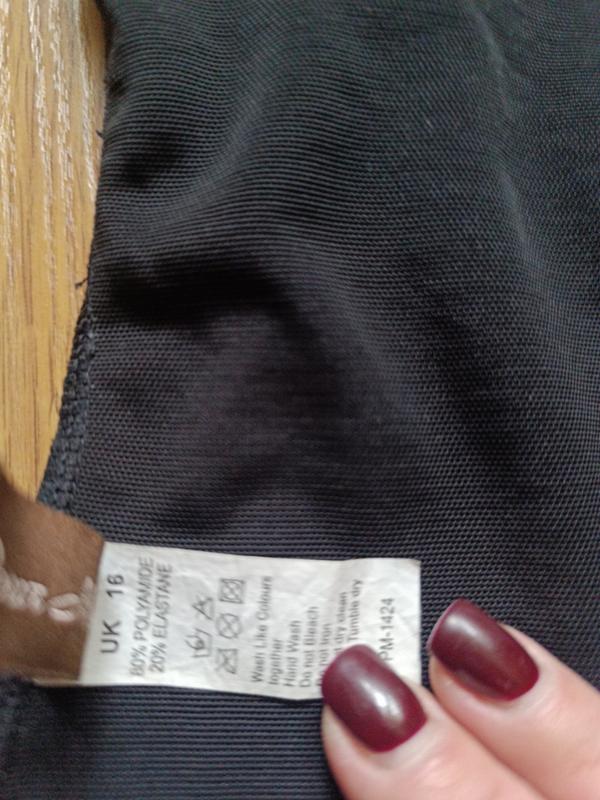 UK 16
80% POLYAMIDE
20% ELASTANE
Wash Like Colours
together
Hand Wash
Do not Bleach
Do not Iron
dry clean
Tumble dry
PM-1424